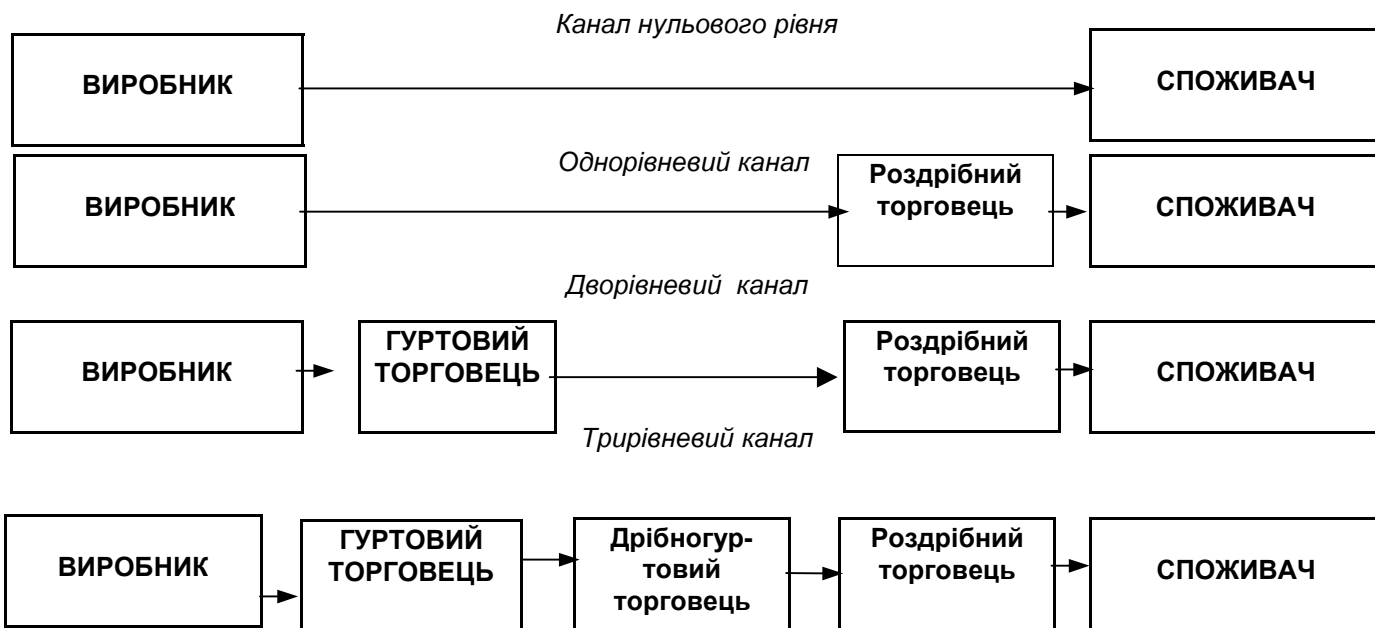 Канал нульового рівня
ВИРОБНИК
СПОЖИВАЧ
Однорівневий канал
ВИРОБНИК
Роздрібний
торговець
СПОЖИВАЧ
Дворівневий канал
ВИРОБНИК
ГУРТОВИЙ
ТОРГОВЕЦЬ
Роздрібний
торговець
СПОЖИВАЧ
Трирівневий канал
ВИРОБНИК
ГУРТОВИЙ
ТОРГОВЕЦЬ
Дрібногур-
товий
торговець
Роздрібний
торговець
СПОЖИВАЧ